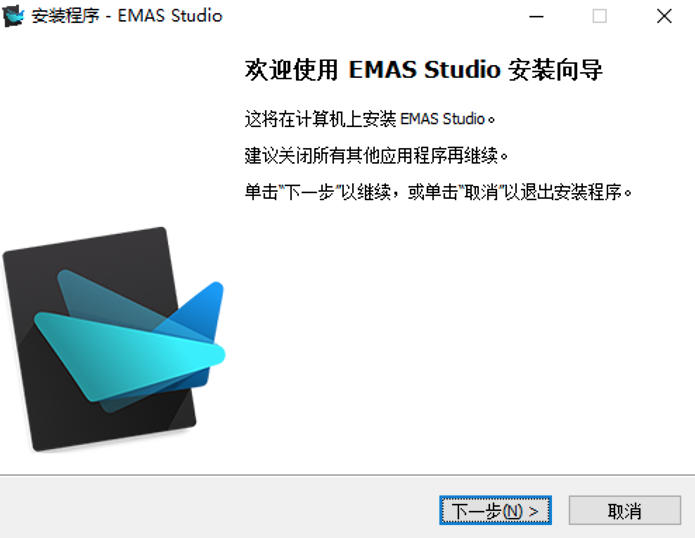 安装程序 - EMAS Studio
欢迎使用 EMAS Studio 安装向导
这将在计算机上安装 EMAS Studio。
建议关闭所有其他应用程序再继续。
单击“下一步”以继续，或单击“取消”以退出安装程序。
下一步(N) >
取消